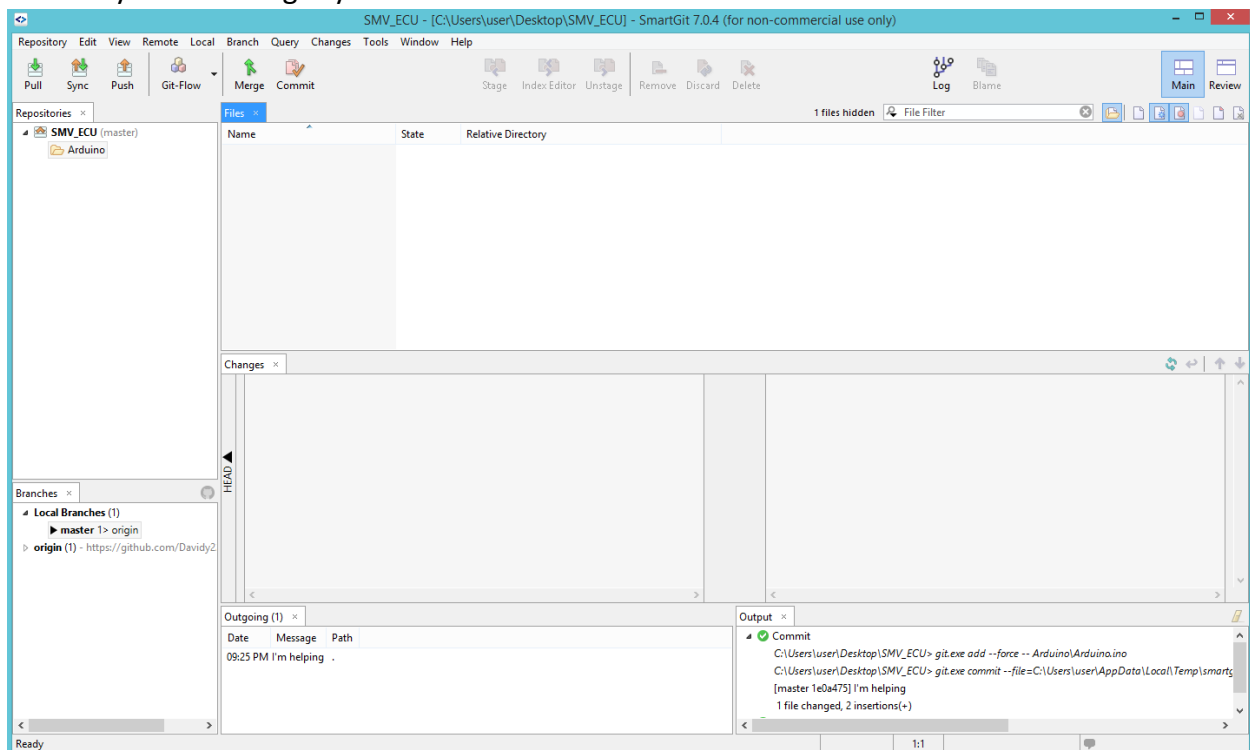 SMV_ECU - [C:\Users\user\Desktop\SMV_ECU] - SmartGit 7.0.4 (for non-commercial use only)
Repository Edit View Remote Local Branch Query Changes Tools Window Help
Pull Sync Push Git-Flow Merge Commit Stage Index Editor Unstage Remove Discard Delete Log Blame Main Review
Repositories
Files
1 files hidden
File Filter
SMV_ECU (master)
Arduino
Name State Relative Directory
Changes
HEAD
Branches
Local Branches (1)
master 1> origin
origin (1) - https://github.com/Davidy2
Outgoing (1)
Date Message Path
09:25 PM I'm helping .
Output
Commit
C:\Users\user\Desktop\SMV_ECU> git.exe add --force -- Arduino\Arduino.ino
C:\Users\user\Desktop\SMV_ECU> git.exe commit --file=C:\Users\user\AppData\Local\Temp\smartg
[master 1e0a475] I'm helping
1 file changed, 2 insertions(+)
Ready
1:1